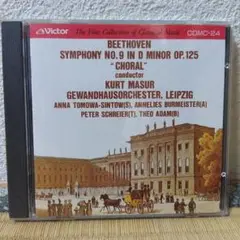 Victor
The Fine Collection of Classical Music
CDMC-24
BEETHOVEN
SYMPHONY NO.9 IN D MINOR OP.125
"CHORAL"
conductor
KURT MASUR
GEWANDHAUSORCHESTER, LEIPZIG
ANNA TOMOWA-SINTOW(S), ANNELIES BURMEISTER(A)
PETER SCHREIER(T), THEO ADAM(B)